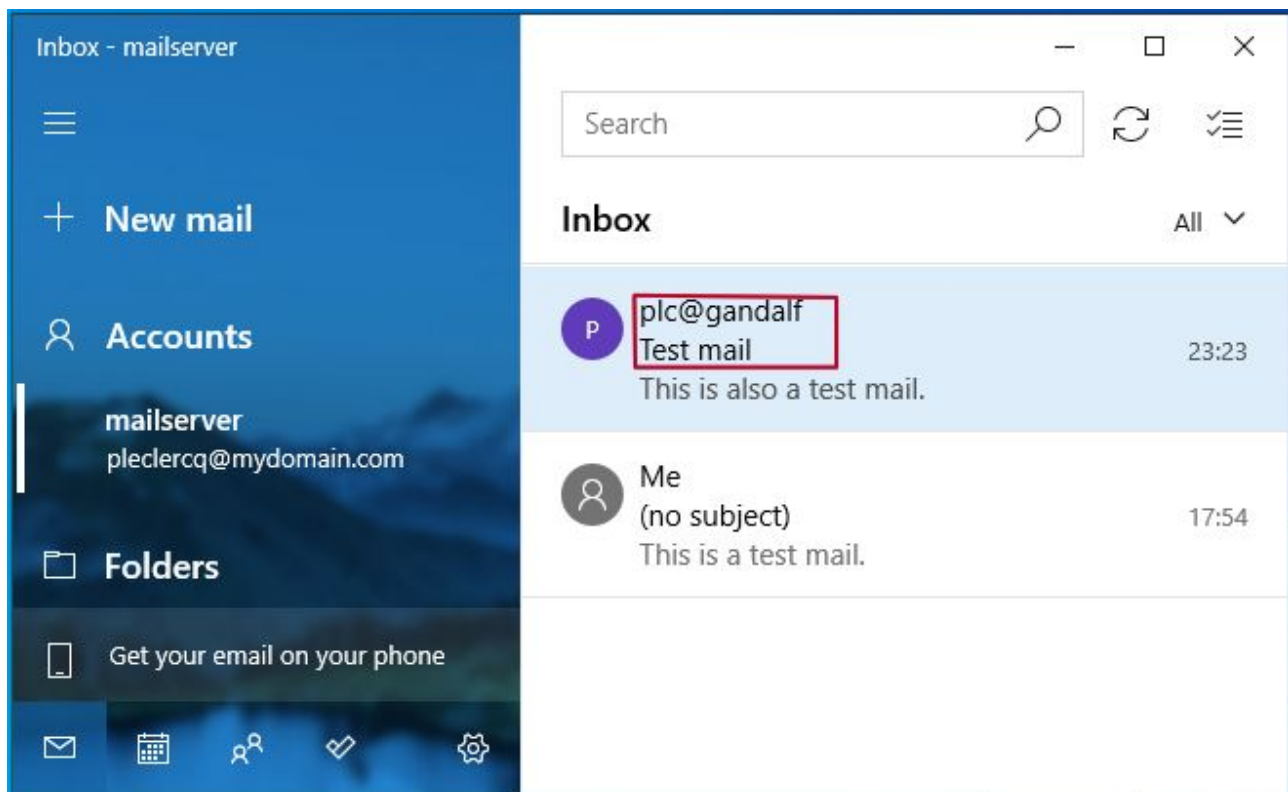 Inbox - mailserver
New mail
Accounts
mailserver
pleclercq@mydomain.com
Folders
Get your email on your phone
Search
Inbox
All
P
plc@gandalf
Test mail
23:23
This is also a test mail.
Me
(no subject)
17:54
This is a test mail.